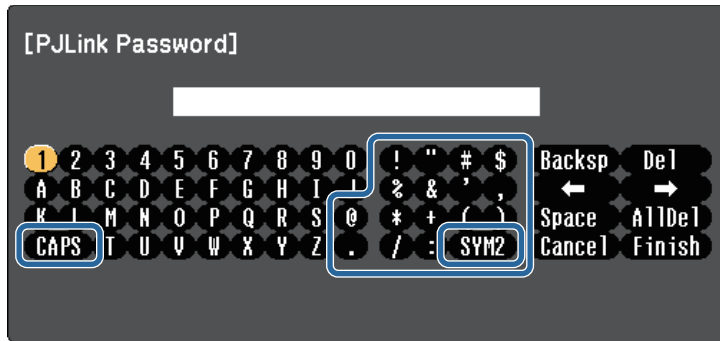 [PJLink Password]
1 2 3 4 5 6 7 8 9 0 ! " # $ Backsp Del
A B C D E F G H I J % & ' , ← →
K L M N O P Q R S @ * + ( ) Space AllDel
CAPS T U V W X Y Z . / : SYM2 Cancel Finish